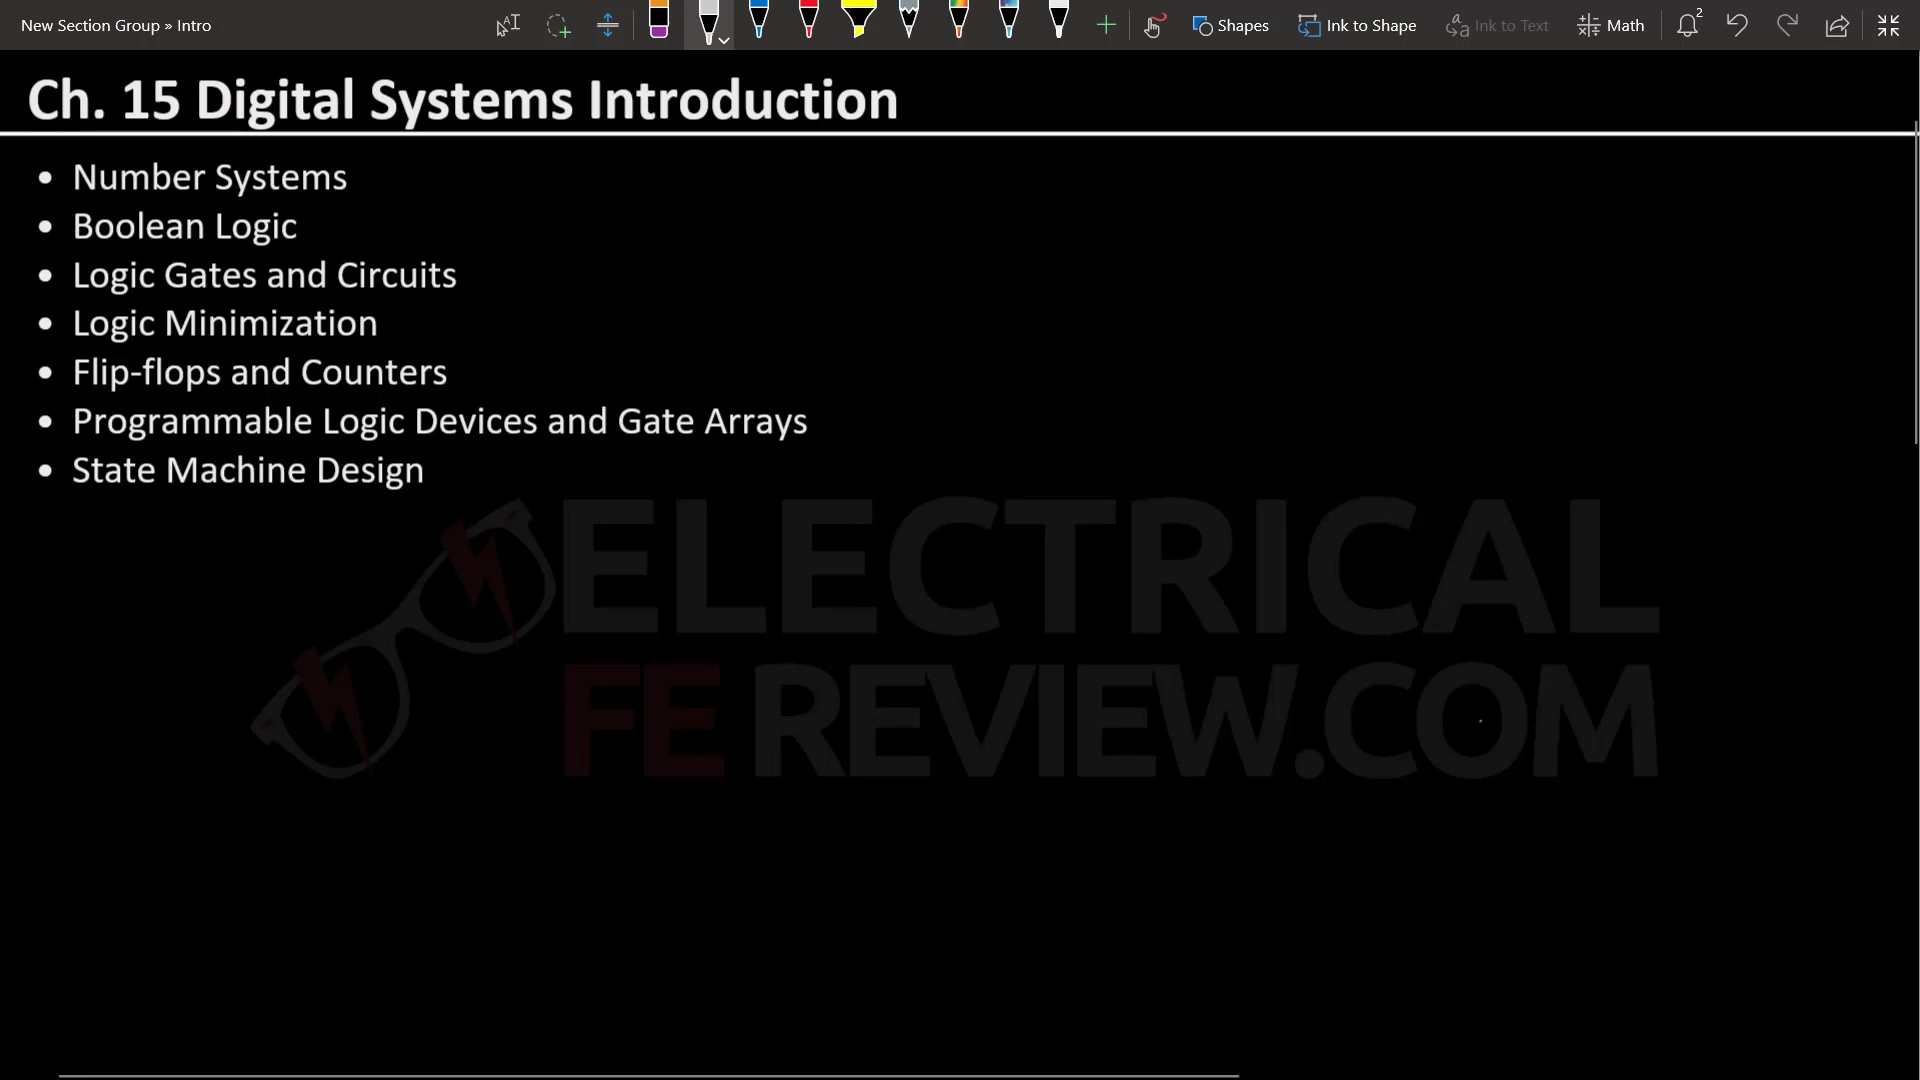 New Section Group » Intro
Shapes
Ink to Shape
Ink to Text
Math
2
Ch. 15 Digital Systems Introduction
• Number Systems
• Boolean Logic
• Logic Gates and Circuits
• Logic Minimization
• Flip-flops and Counters
• Programmable Logic Devices and Gate Arrays
• State Machine Design
ELECTRICAL
FE REVIEW.COM